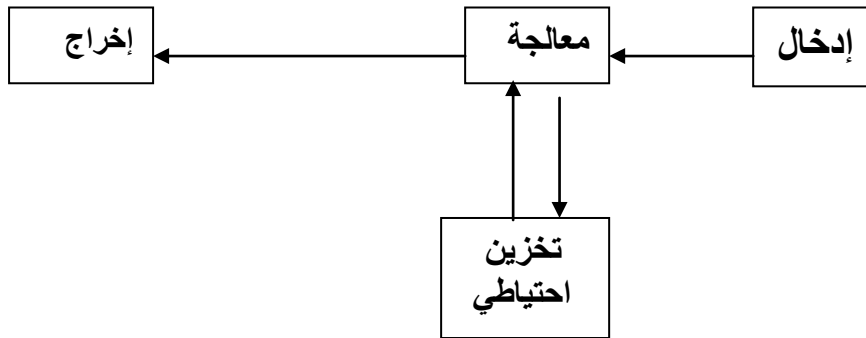 إدخال
معالجة
إخراج
تخزين
احتياطي